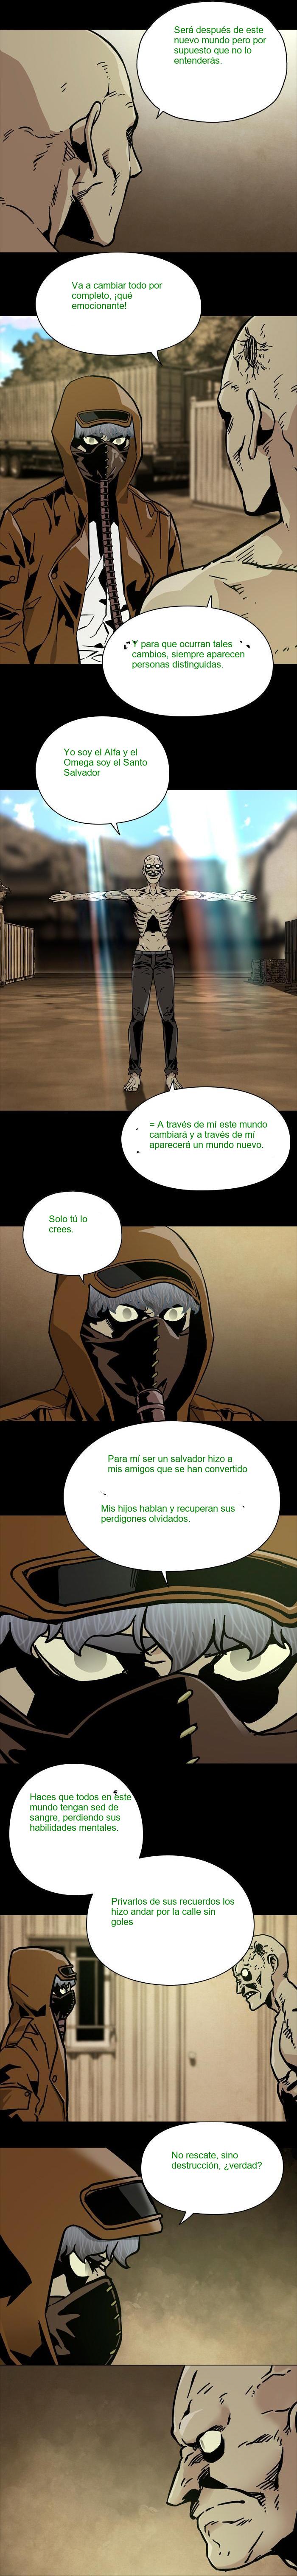 Será después de este
nuevo mundo pero por
supuesto que no lo
entenderás.
Va a cambiar todo por
completo, ¡qué
emocionante!
Y para que ocurran tales
cambios, siempre aparecen
personas distinguidas.
Yo soy el Alfa y el
Omega soy el Santo
Salvador
= A través de mí este mundo
cambiará y a través de mí
aparecerá un mundo nuevo.
Solo tú lo
crees.
Para mí ser un salvador hizo a
mis amigos que se han convertido
Mis hijos hablan y recuperan sus
perdigones olvidados.
Haces que todos en este
mundo tengan sed de
sangre, perdiendo sus
habilidades mentales.
Privarlos de sus recuerdos los
hizo andar por la calle sin
goles
No rescate, sino
destrucción, ¿verdad?